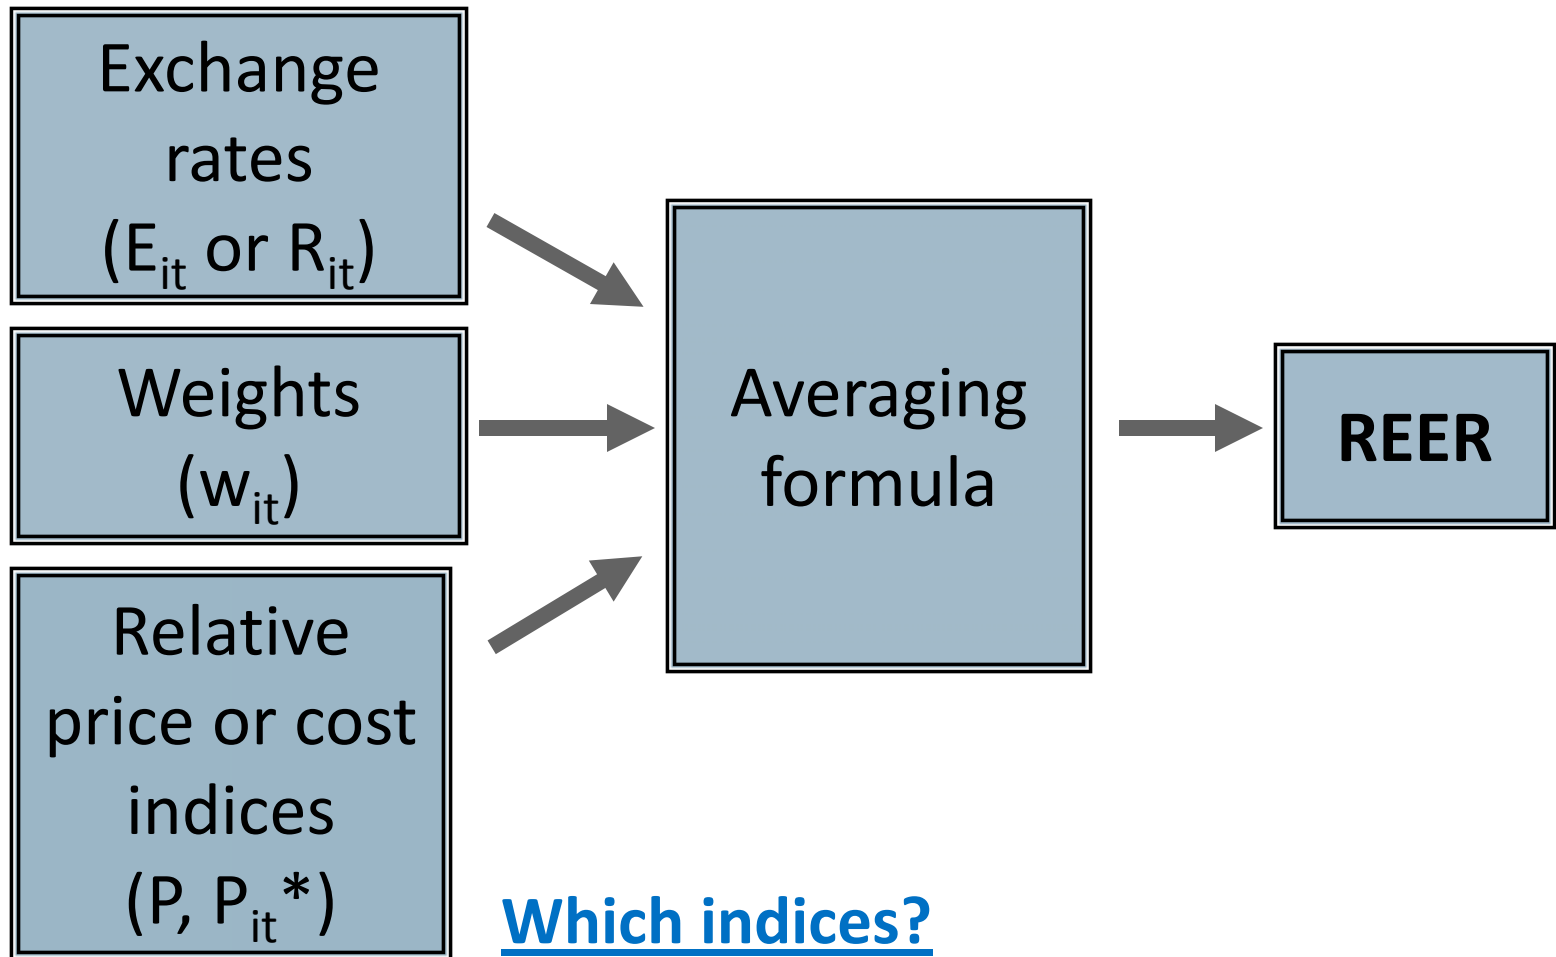 Exchange
rates
(E_it or R_it)
Weights
(w_it)
Relative
price or cost
indices
(P, P_it*)
Averaging
formula
REER
Which indices?